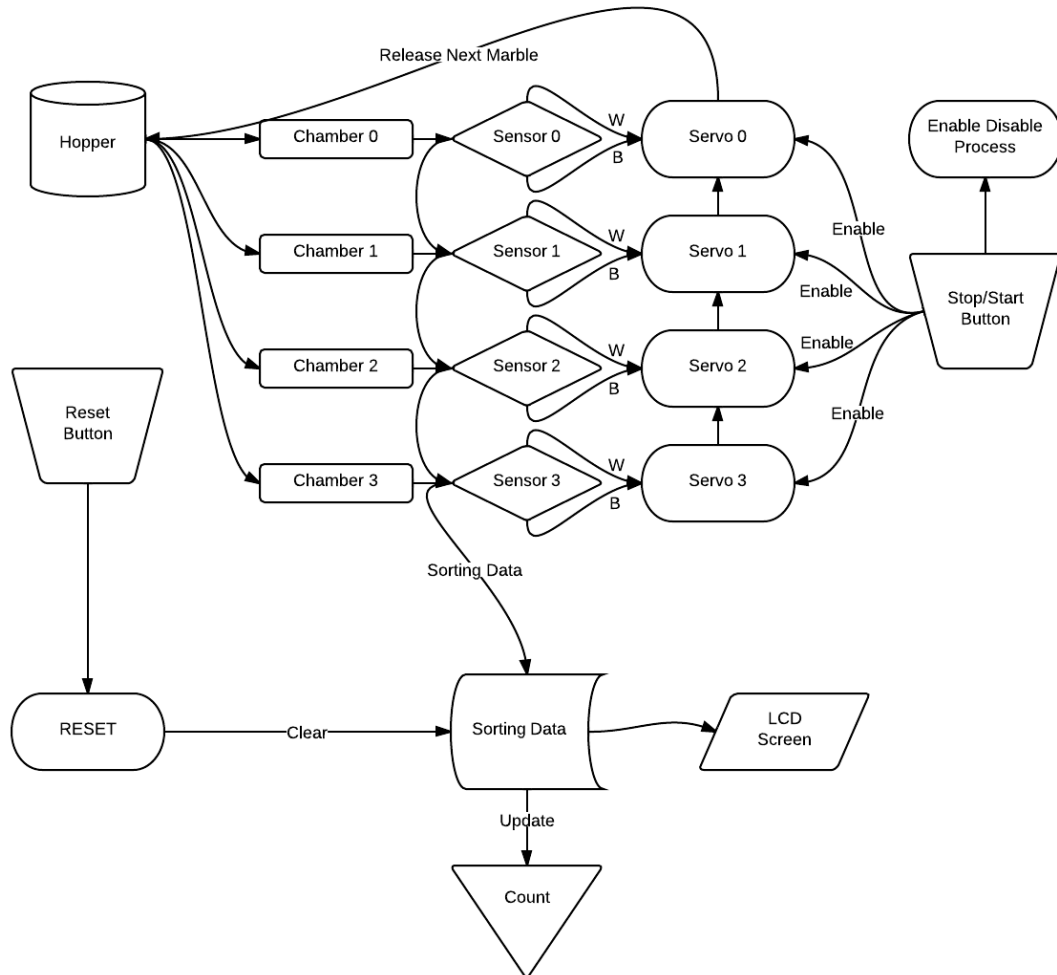 Release Next Marble
Hopper
Chamber 0
Sensor 0
W
B
Servo 0
Enable Disable
Process
Chamber 1
Sensor 1
W
B
Servo 1
Enable
Enable
Stop/Start
Button
Chamber 2
Sensor 2
W
B
Servo 2
Enable
Enable
Reset
Button
Chamber 3
Sensor 3
W
B
Servo 3
Sorting Data
RESET
Clear
Sorting Data
LCD
Screen
Update
Count